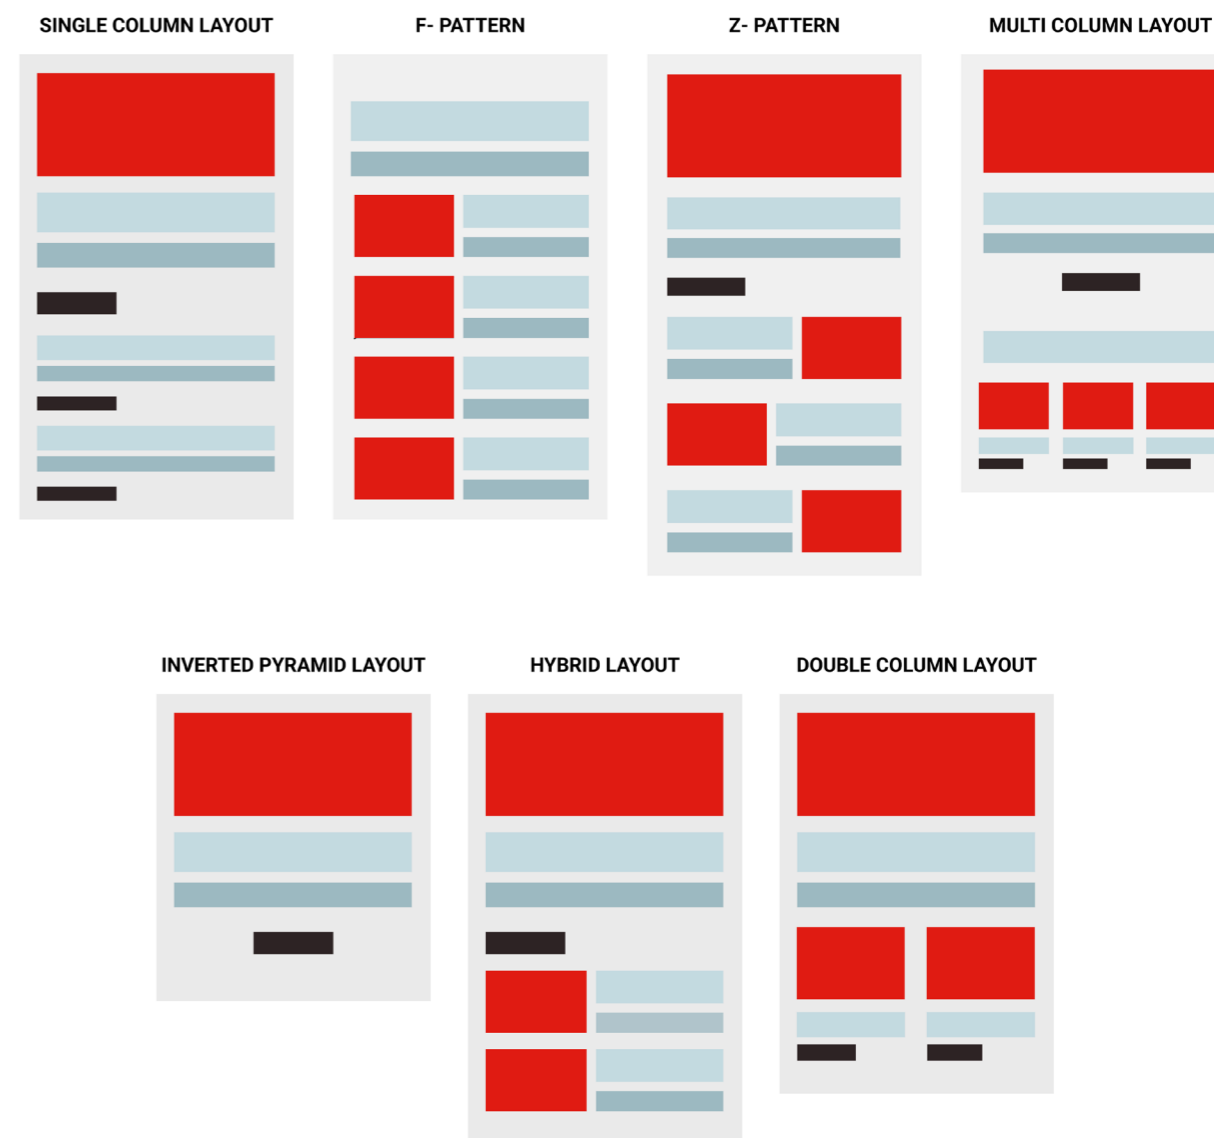 SINGLE COLUMN LAYOUT
F- PATTERN
Z- PATTERN
MULTI COLUMN LAYOUT
INVERTED PYRAMID LAYOUT
HYBRID LAYOUT
DOUBLE COLUMN LAYOUT